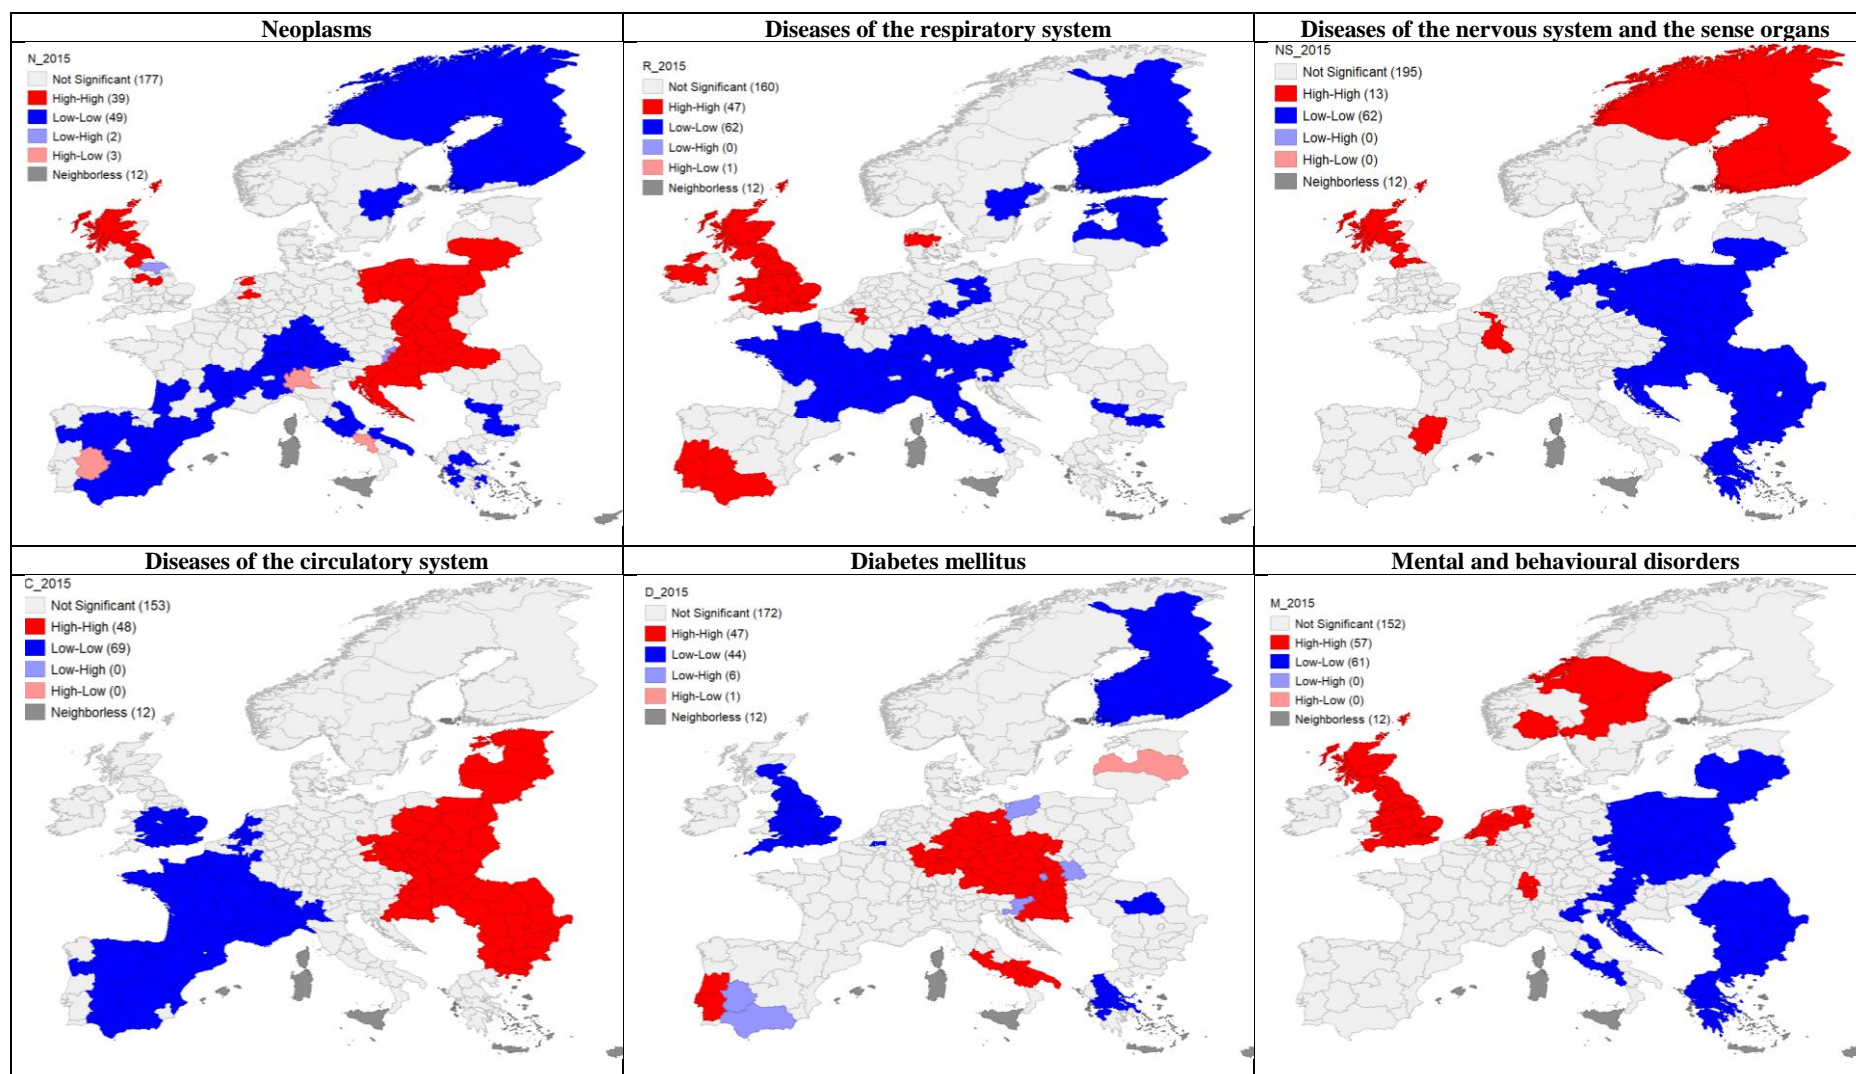 Neoplasms
N_2015
Not Significant (177)
High-High (39)
Low-Low (49)
Low-High (2)
High-Low (3)
Neighborless (12)
Diseases of the respiratory system
R_2015
Not Significant (160)
High-High (47)
Low-Low (62)
Low-High (0)
High-Low (1)
Neighborless (12)
Diseases of the nervous system and the sense organs
NS_2015
Not Significant (195)
High-High (13)
Low-Low (62)
Low-High (0)
High-Low (0)
Neighborless (12)
Diseases of the circulatory system
C_2015
Not Significant (153)
High-High (48)
Low-Low (69)
Low-High (0)
High-Low (0)
Neighborless (12)
Diabetes mellitus
D_2015
Not Significant (172)
High-High (47)
Low-Low (44)
Low-High (6)
High-Low (1)
Neighborless (12)
Mental and behavioural disorders
M_2015
Not Significant (152)
High-High (57)
Low-Low (61)
Low-High (0)
High-Low (0)
Neighborless (12)